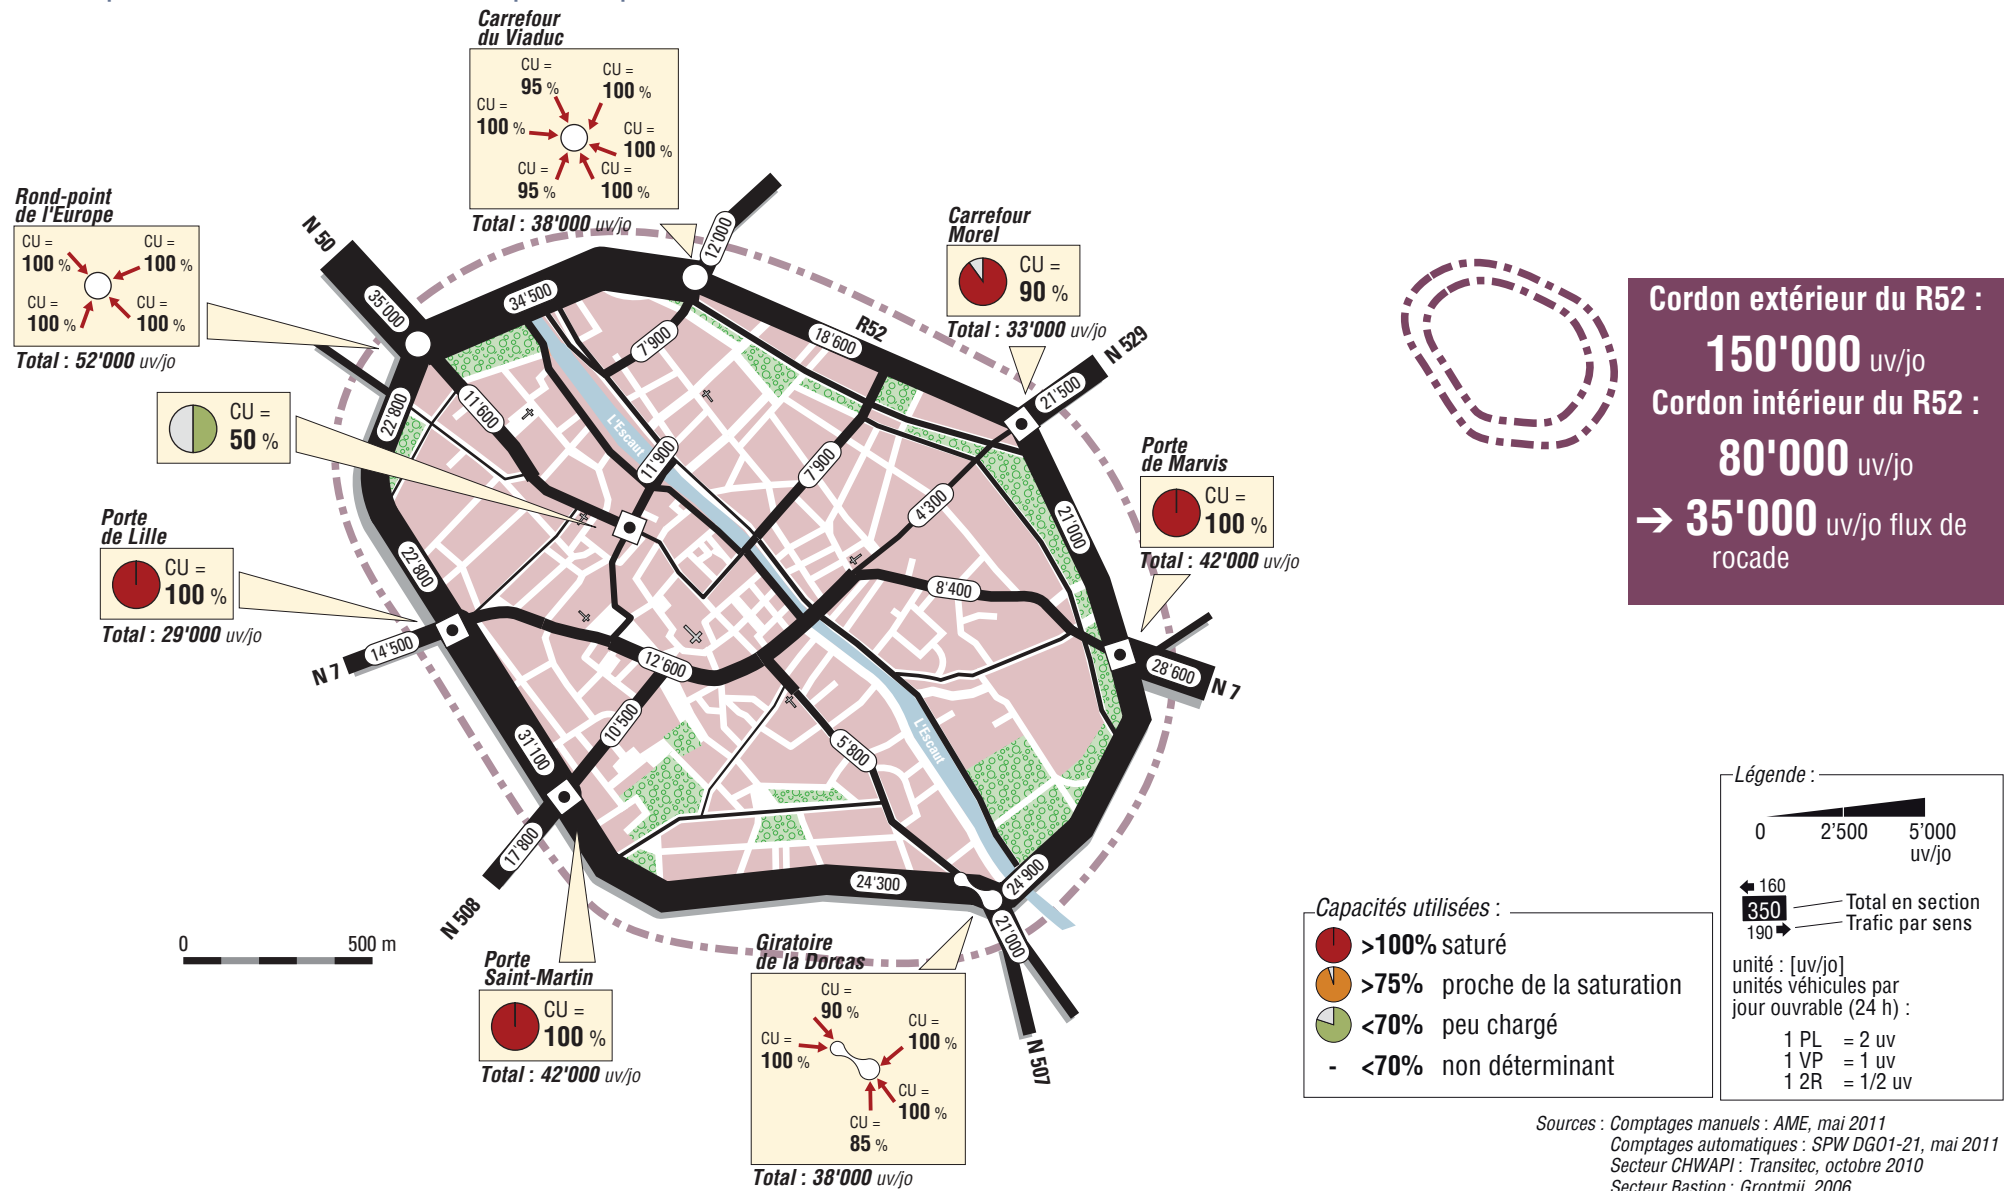 Carrefour
du Viaduc
CU =
95 %
CU =
100 %
CU =
100 %
CU =
100 %
CU =
95 %
CU =
100 %
Total : 38'000 uv/jo
Rond-point
de l'Europe
CU =
100 %
CU =
100 %
CU =
100 %
CU =
100 %
Total : 52'000 uv/jo
CU =
50 %
Porte
de Lille
CU =
100 %
Total : 29'000 uv/jo
Carrefour
Morel
CU =
90 %
Total : 33'000 uv/jo
Porte
de Marvis
CU =
100 %
Total : 42'000 uv/jo
Porte
Saint-Martin
CU =
100 %
Total : 42'000 uv/jo
Giratoire
de la Dorcas
CU =
90 %
CU =
100 %
CU =
100 %
CU =
100 %
CU =
85 %
Total : 38'000 uv/jo
N 50
35'000
34'500
12'000
7'900
18'600
R52
N 529
21'500
22'800
11'600
L'Escaut
11'900
7'900
4'300
21'000
22'800
8'400
N 7
14'500
12'600
28'600
N 7
31'100
10'500
5'800
L'Escaut
17'800
N 508
24'300
24'900
21'000
N 507
0 500 m
Cordon extérieur du R52 :
150'000 uv/jo
Cordon intérieur du R52 :
80'000 uv/jo
➔ 35'000 uv/jo flux de
rocade
Capacités utilisées :
>100% saturé
>75% proche de la saturation
<70% peu chargé
- <70% non déterminant
Légende :
0 2'500 5'000
uv/jo
160
350
190
Total en section
Trafic par sens
unité : [uv/jo]
unités véhicules par
jour ouvrable (24 h) :
1 PL = 2 uv
1 VP = 1 uv
1 2R = 1/2 uv
Sources : Comptages manuels : AME, mai 2011
Comptages automatiques : SPW DGO1-21, mai 2011
Secteur CHWAPI : Transitec, octobre 2010
Secteur Bastion : Grontmij, 2006